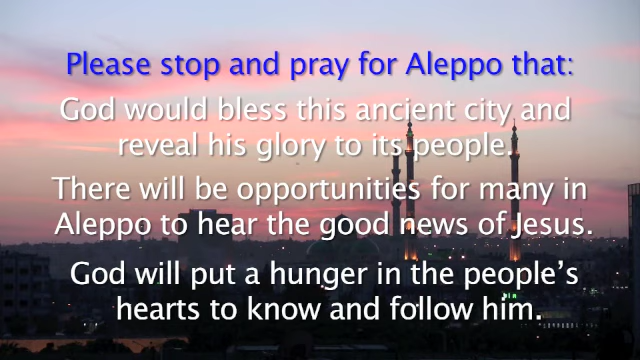 Please stop and pray for Aleppo that:
God would bless this ancient city and
reveal his glory to its people.
There will be opportunities for many in
Aleppo to hear the good news of Jesus.
God will put a hunger in the people’s
hearts to know and follow him.